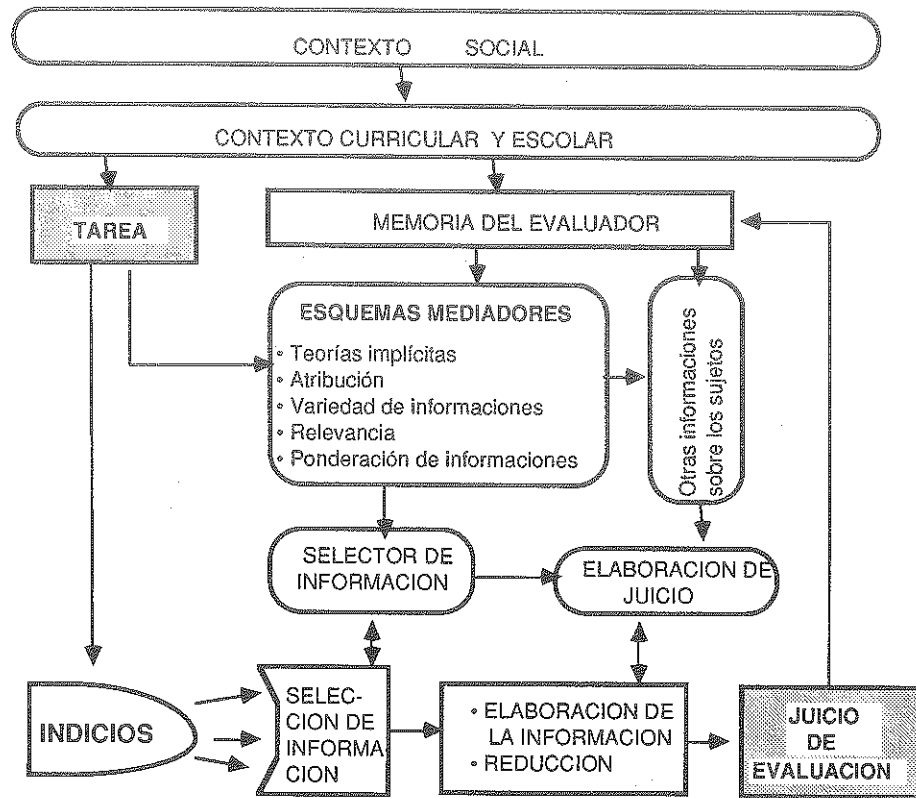 CONTEXTO SOCIAL
CONTEXTO CURRICULAR Y ESCOLAR
TAREA
MEMORIA DEL EVALUADOR
ESQUEMAS MEDIADORES
• Teorías implícitas
• Atribución
• Variedad de informaciones
• Relevancia
• Ponderación de informaciones
Otras informaciones
sobre los sujetos
SELECTOR DE
INFORMACION
ELABORACION DE
JUICIO
INDICIOS
SELEC-
CION DE
INFORMA
CION
• ELABORACION DE
LA INFORMACION
• REDUCCION
JUICIO
DE
EVALUACION